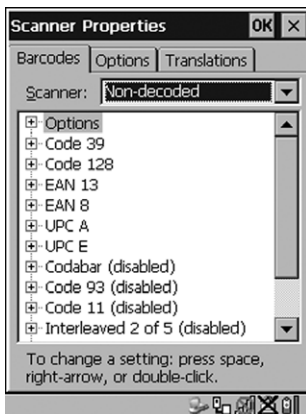 Scanner Properties OK ×
Barcodes Options Translations
Scanner: Non-decoded
Options
Code 39
Code 128
EAN 13
EAN 8
UPC A
UPC E
Codabar (disabled)
Code 93 (disabled)
Code 11 (disabled)
Interleaved 2 of 5 (disabled)
To change a setting: press space,
right-arrow, or double-click.